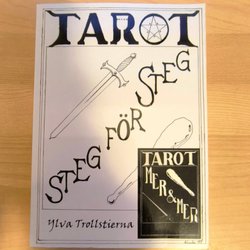 TAROT
STEG FÖR STEG
Ylva Trollstierna
TAROT
MER & MER